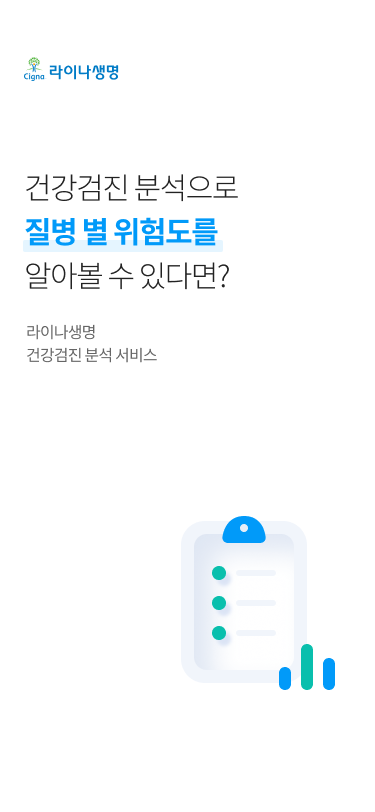 Cigna 라이나생명
건강검진 분석으로
질병 별 위험도를
알아볼 수 있다면?
라이나생명
건강검진 분석 서비스